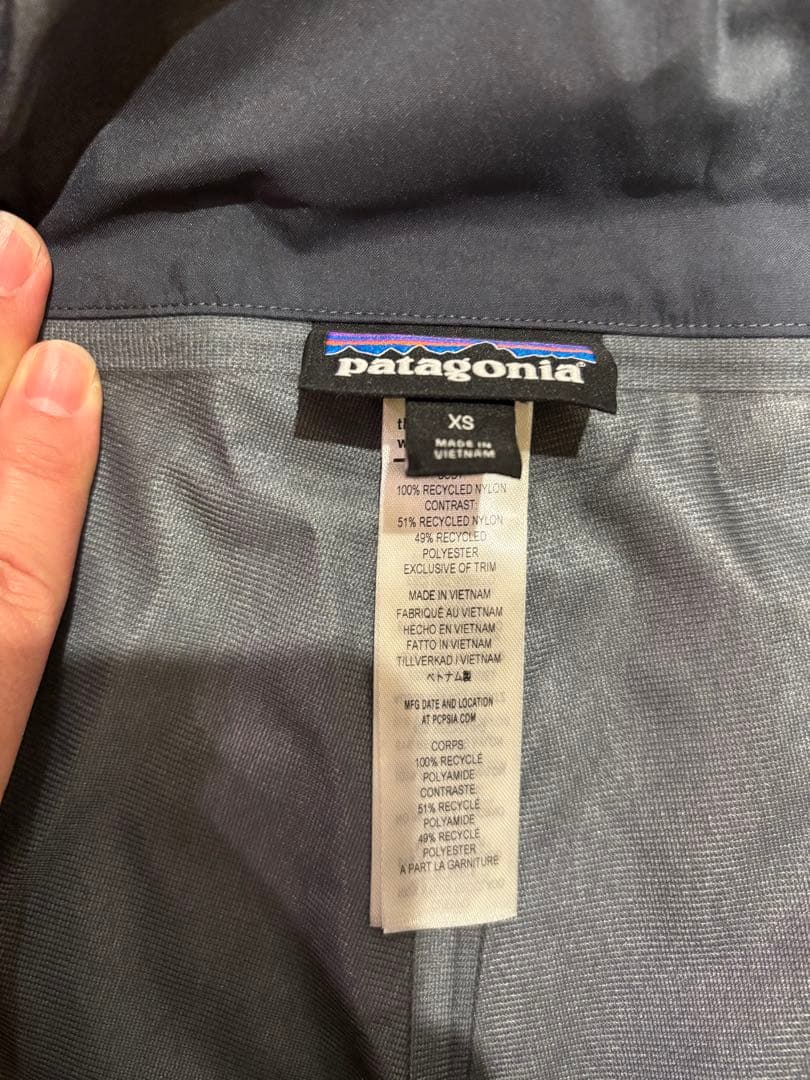 patagonia®
XS
MADE IN
VIETNAM
100% RECYCLED NYLON
CONTRAST:
51% RECYCLED NYLON
49% RECYCLED
POLYESTER
EXCLUSIVE OF TRIM
MADE IN VIETNAM
FABRIQUÉ AU VIETNAM
HECHO EN VIETNAM
FATTO IN VIETNAM
TILLVERKAD I VIETNAM
ベトナム製
MFG DATE AND LOCATION
AT PCPSIA.COM
CORPS:
100% RECYCLÉ
POLYAMIDE
CONTRASTE:
51% RECYCLÉ
POLYAMIDE
49% RECYCLÉ
POLYESTER
À PART LA GARNITURE